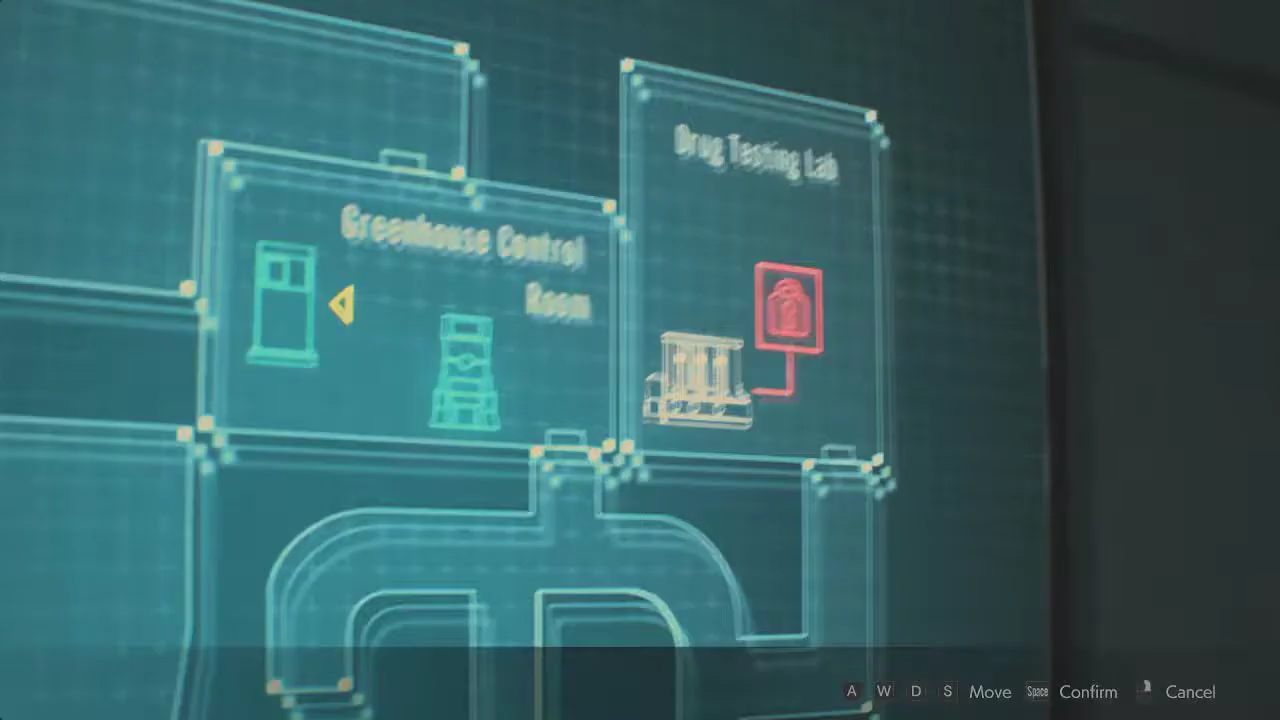 Drug Testing Lab
Greenhouse Control
Room
A W D S Move Space Confirm Cancel